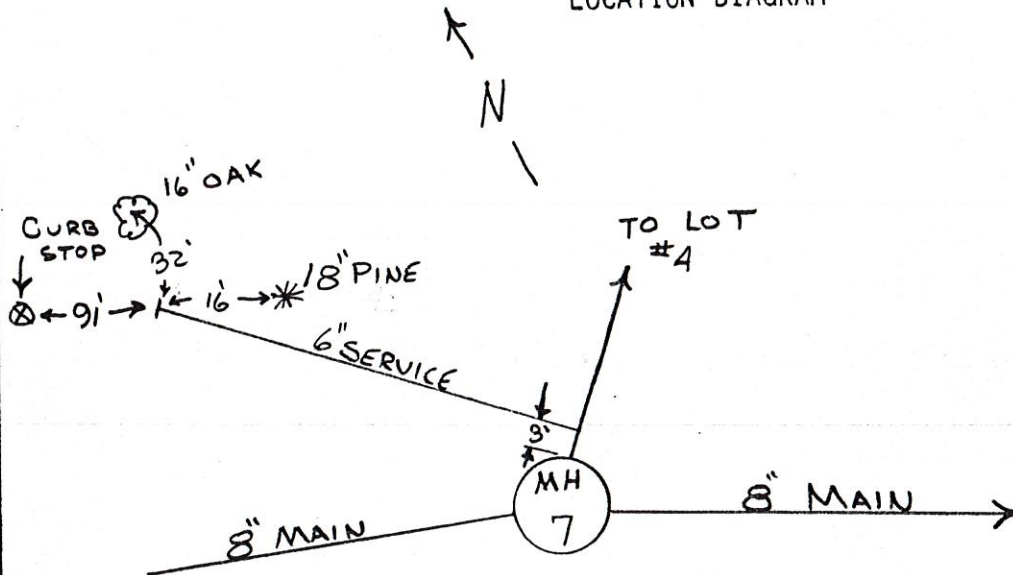 LOCATION DIAGRAM
N
16" OAK
CURB
STOP
32'
91'
16'
18" PINE
TO LOT
#4
6" SERVICE
3'
MH
7
8" MAIN
8" MAIN